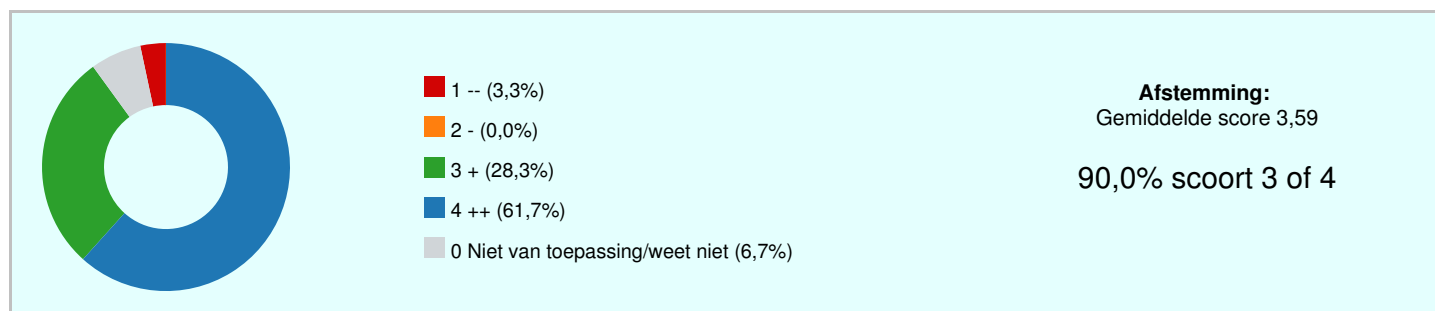 1 -- (3,3%)
2 - (0,0%)
3 + (28,3%)
4 ++ (61,7%)
0 Niet van toepassing/weet niet (6,7%)
Afstemming:
Gemiddelde score 3,59
90,0% scoort 3 of 4